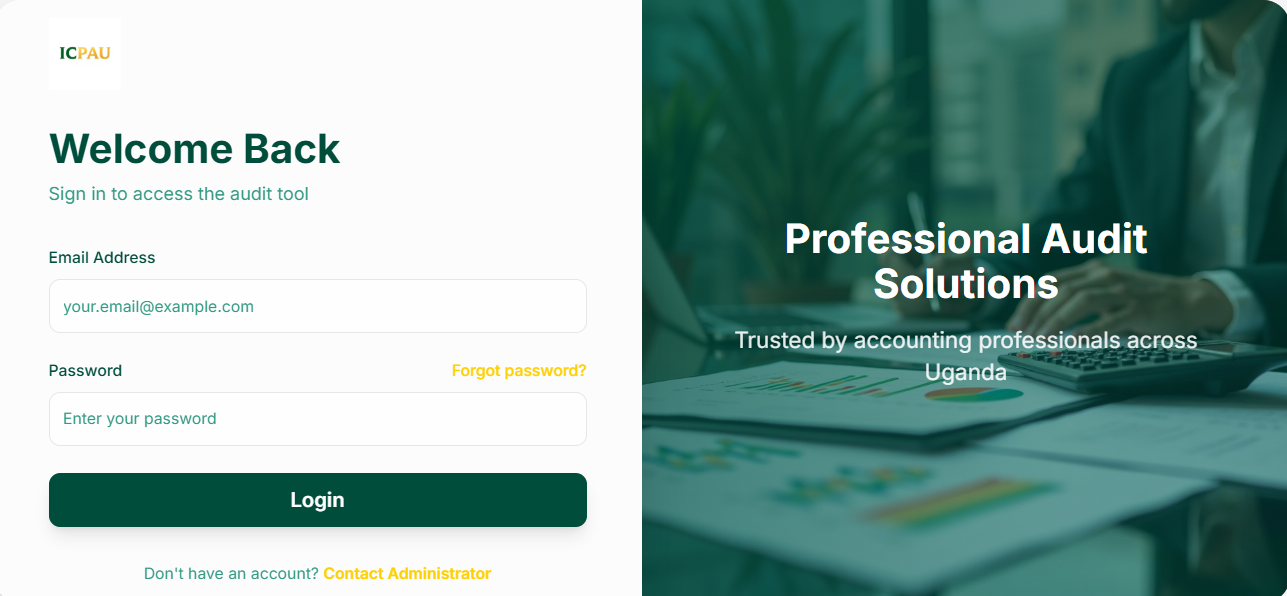 ICPAU
Welcome Back
Sign in to access the audit tool
Email Address
your.email@example.com
Password
Forgot password?
Enter your password
Login
Don't have an account? Contact Administrator
Professional Audit
Solutions
Trusted by accounting professionals across
Uganda